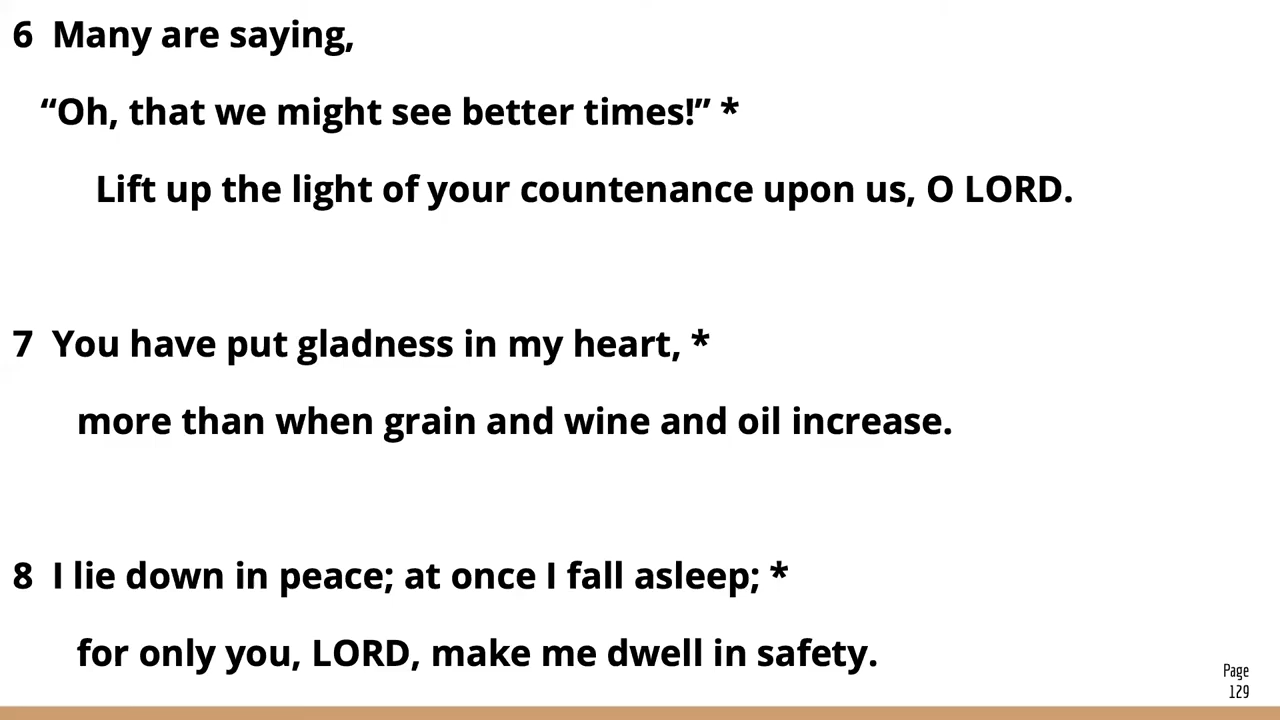 6 Many are saying,
“Oh, that we might see better times!” *
Lift up the light of your countenance upon us, O LORD.
7 You have put gladness in my heart, *
more than when grain and wine and oil increase.
8 I lie down in peace; at once I fall asleep; *
for only you, LORD, make me dwell in safety.
Page
129